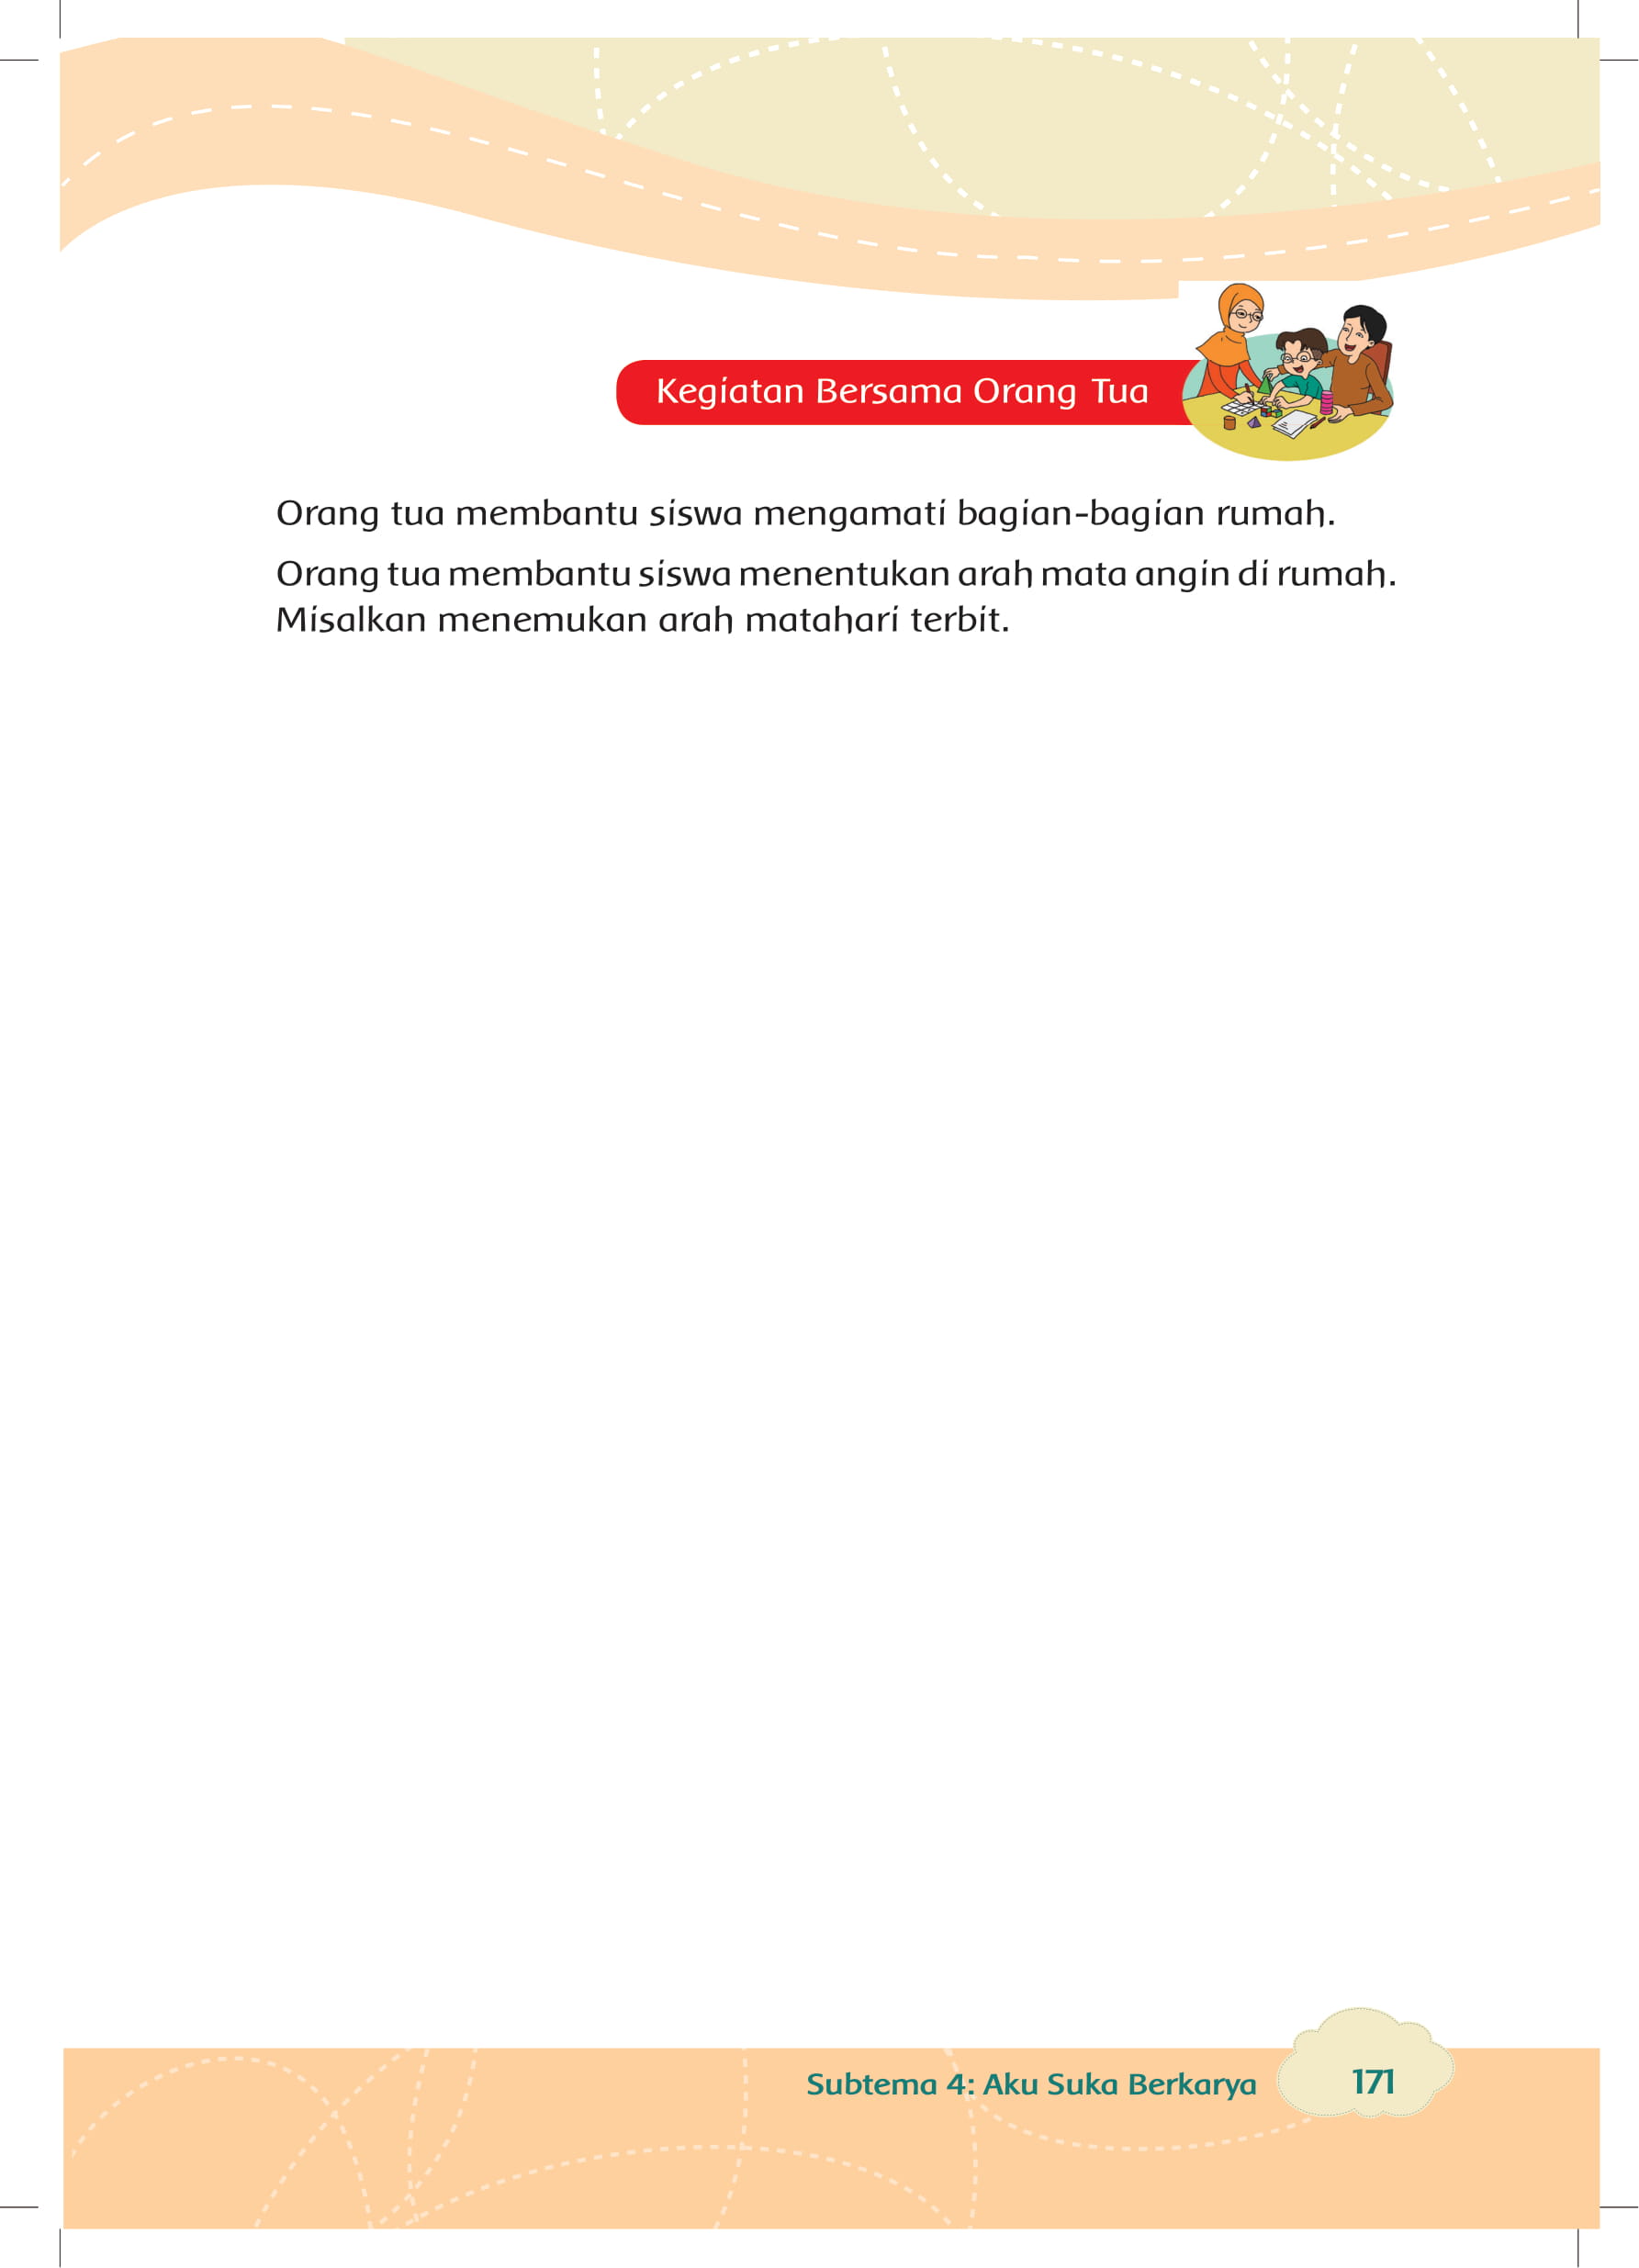 Kegiatan Bersama Orang Tua
Orang tua membantu siswa mengamati bagian-bagian rumah.
Orang tua membantu siswa menentukan arah mata angin di rumah.
Misalkan menemukan arah matahari terbit.
Subtema 4: Aku Suka Berkarya
171